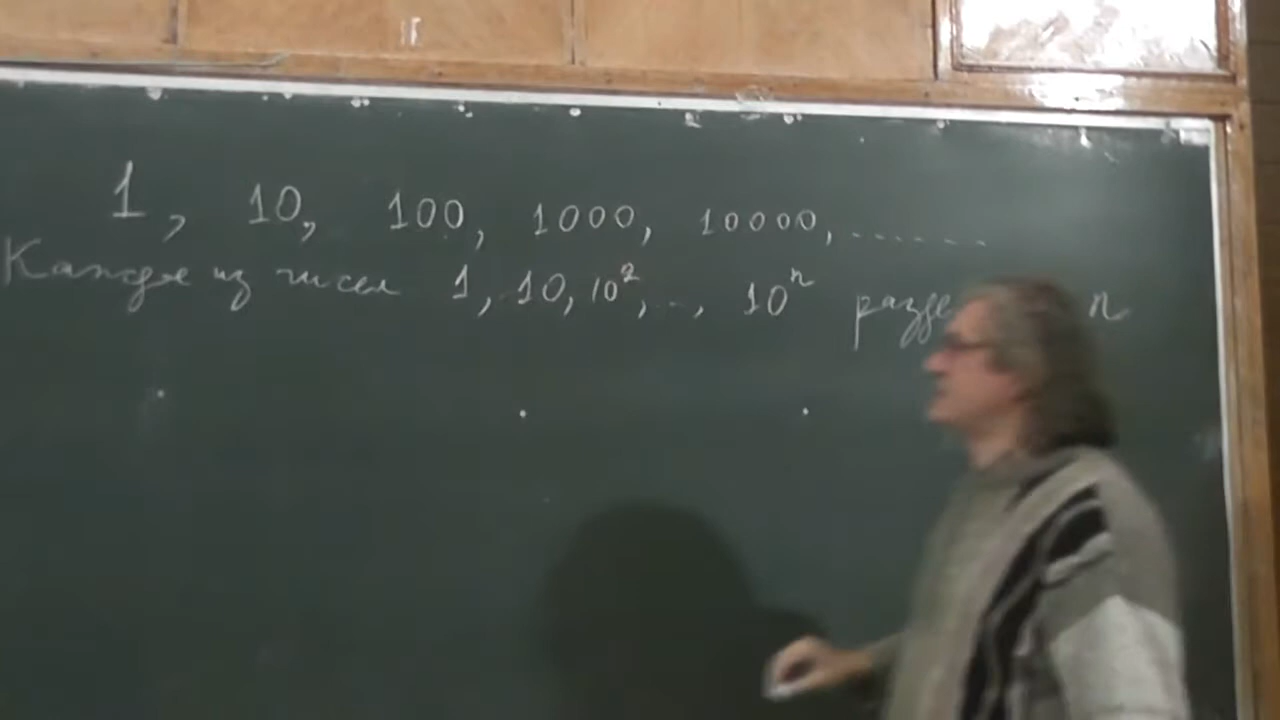 1, 10, 100, 1000, 10000, .......
Каждое из чисел 1, 10, 10², .., 10ⁿ разде n